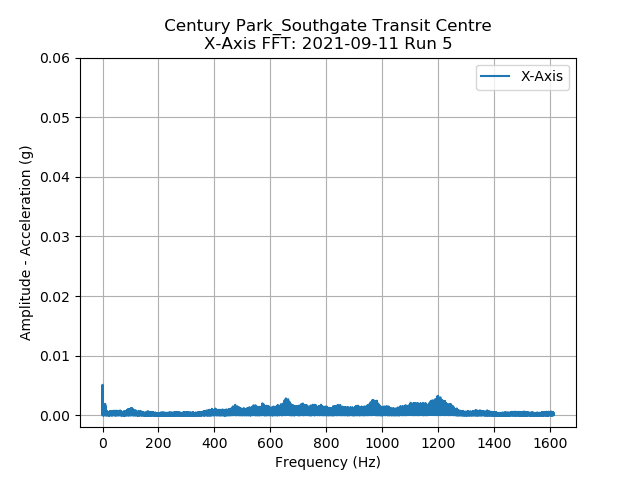 Century Park_Southgate Transit Centre
X-Axis FFT: 2021-09-11 Run 5
X-Axis
0.06
0.05
0.04
0.03
0.02
0.01
0.00
Amplitude - Acceleration (g)
0 200 400 600 800 1000 1200 1400 1600
Frequency (Hz)